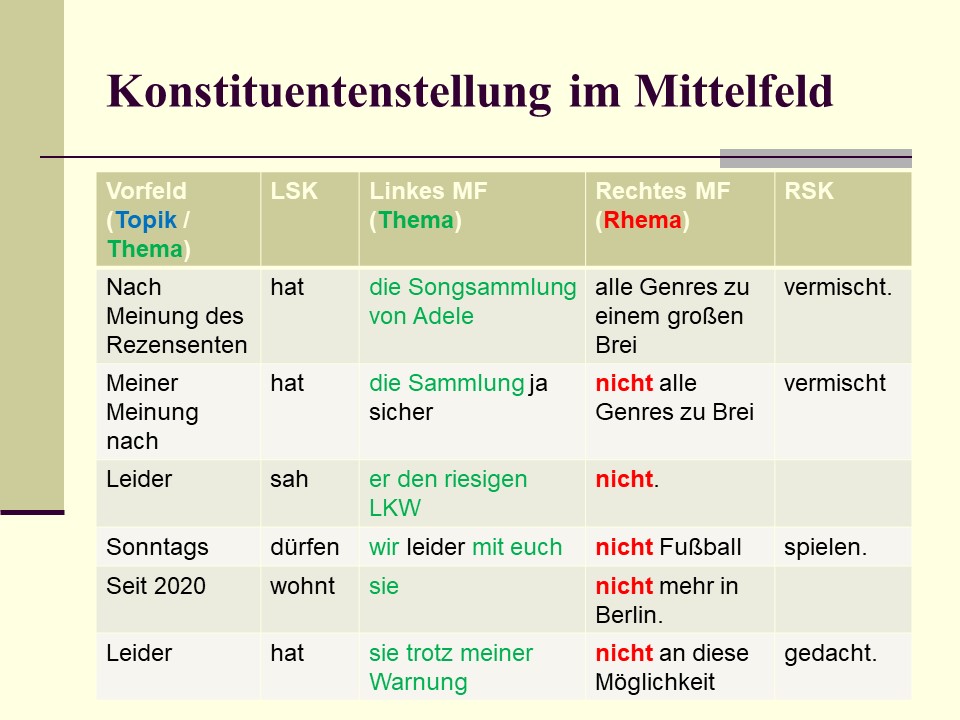 Konstituentenstellung im Mittelfeld
Vorfeld
(Topik /
Thema)
LSK
Linkes MF
(Thema)
Rechtes MF
(Rhema)
RSK
Nach
Meinung des
Rezensenten
hat
die Songsammlung
von Adele
alle Genres zu
einem großen
Brei
vermischt.
Meiner
Meinung
nach
hat
die Sammlung ja
sicher
nicht alle
Genres zu Brei
vermischt
Leider
sah
er den riesigen
LKW
nicht.
Sonntags
dürfen
wir leider mit euch
nicht Fußball
spielen.
Seit 2020
wohnt
sie
nicht mehr in
Berlin.
Leider
hat
sie trotz meiner
Warnung
nicht an diese
Möglichkeit
gedacht.